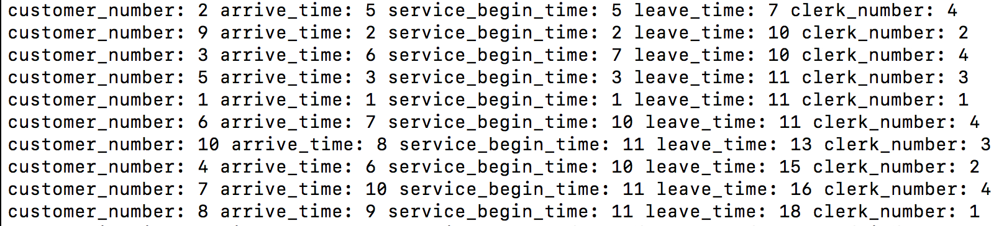 customer_number: 2 arrive_time: 5 service_begin_time: 5 leave_time: 7 clerk_number: 4
customer_number: 9 arrive_time: 2 service_begin_time: 2 leave_time: 10 clerk_number: 2
customer_number: 3 arrive_time: 6 service_begin_time: 7 leave_time: 10 clerk_number: 4
customer_number: 5 arrive_time: 3 service_begin_time: 3 leave_time: 11 clerk_number: 3
customer_number: 1 arrive_time: 1 service_begin_time: 1 leave_time: 11 clerk_number: 1
customer_number: 6 arrive_time: 7 service_begin_time: 10 leave_time: 11 clerk_number: 4
customer_number: 10 arrive_time: 8 service_begin_time: 11 leave_time: 13 clerk_number: 3
customer_number: 4 arrive_time: 6 service_begin_time: 10 leave_time: 15 clerk_number: 2
customer_number: 7 arrive_time: 10 service_begin_time: 11 leave_time: 16 clerk_number: 4
customer_number: 8 arrive_time: 9 service_begin_time: 11 leave_time: 18 clerk_number: 1